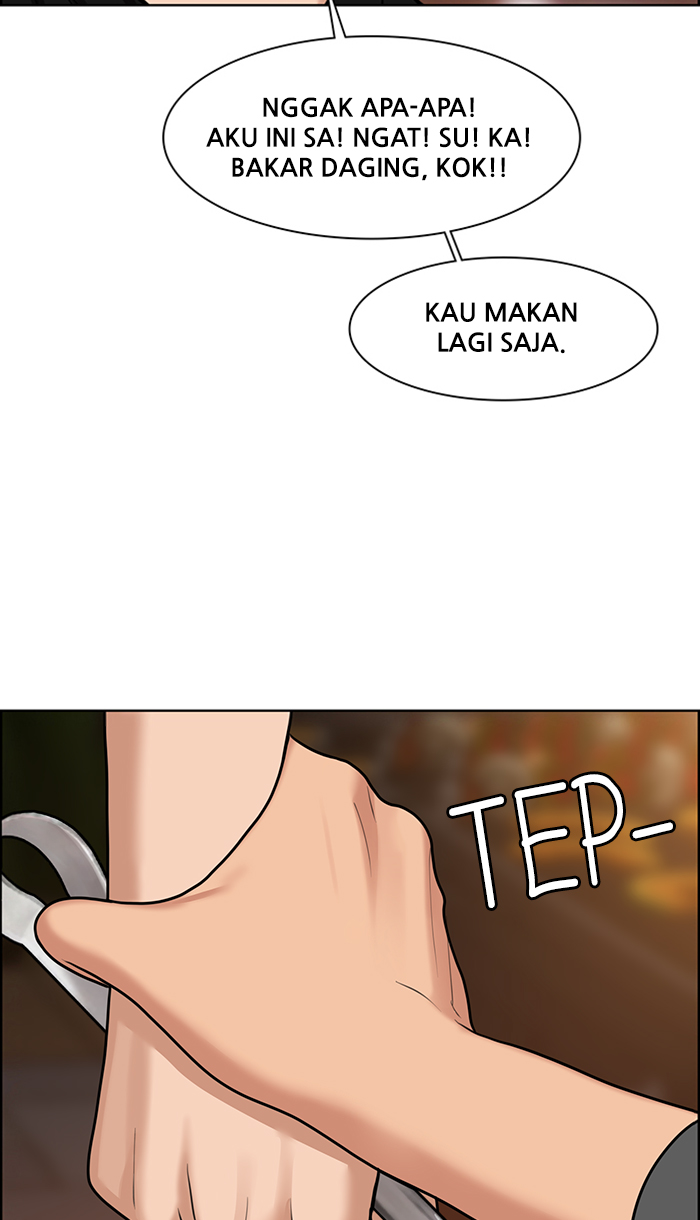 NGGAK APA-APA!
AKU INI SA! NGAT! SU! KA!
BAKAR DAGING, KOK!!
KAU MAKAN
LAGI SAJA.
TEP-